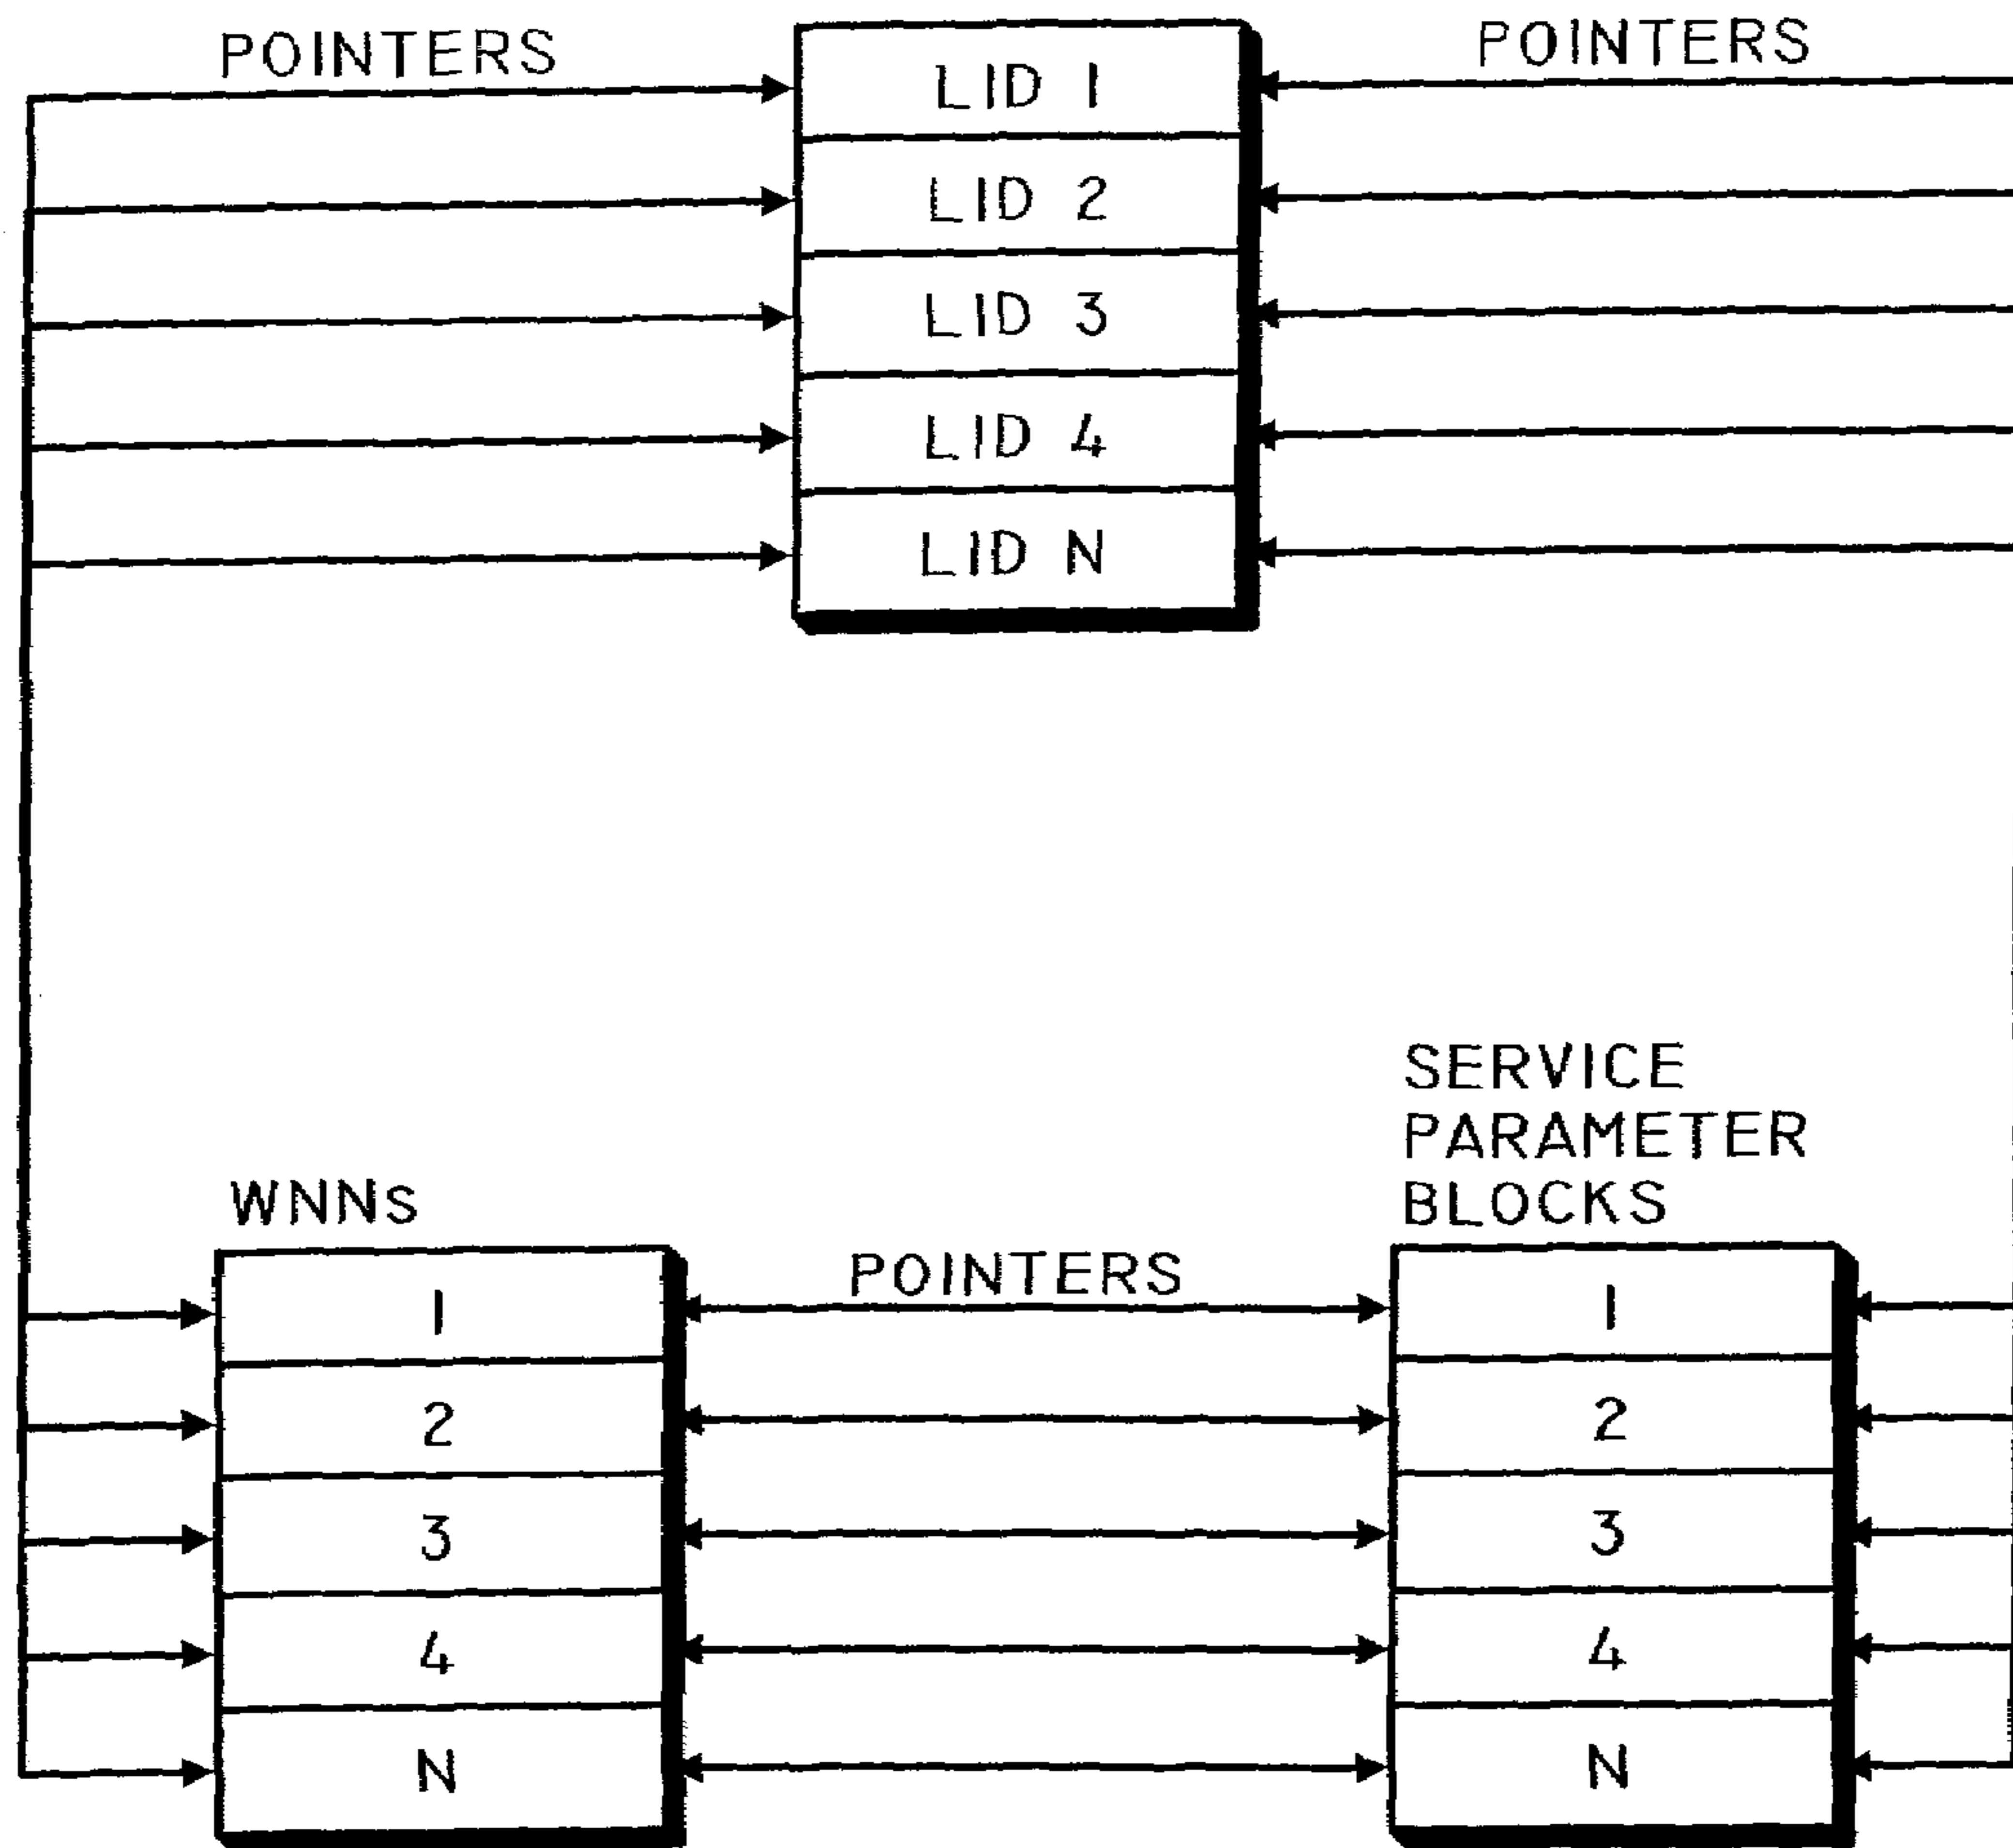 POINTERS
POINTERS
LID 1
LID 2
LID 3
LID 4
LID N
SERVICE
PARAMETER
BLOCKS
WNNs
POINTERS
1
1
2
2
3
3
4
4
N
N